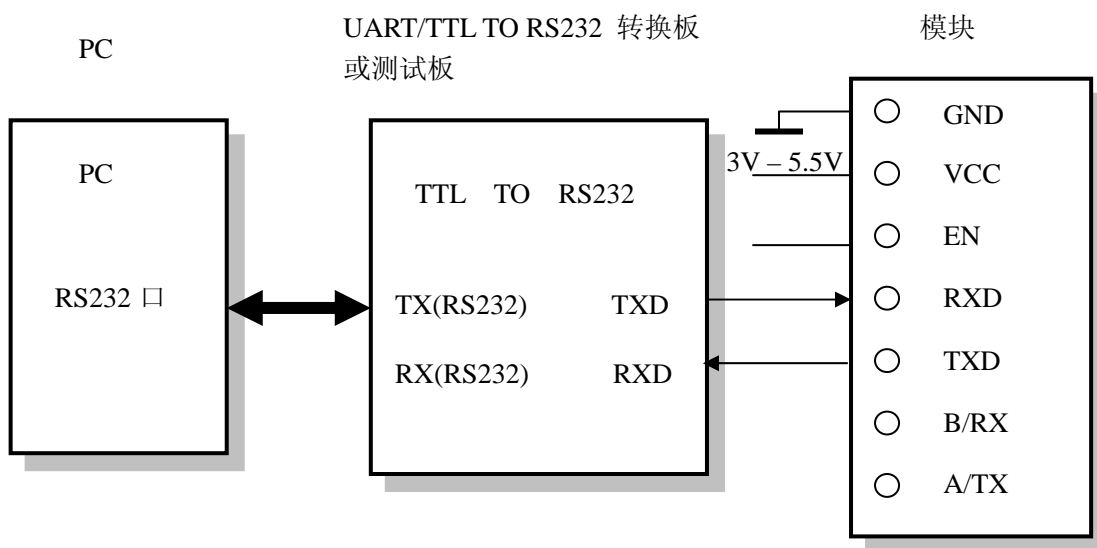 PC
UART/TTL TO RS232 转换板
或测试板
模块
PC
RS232 口
TTL TO RS232
TX(RS232) TXD
RX(RS232) RXD
3V – 5.5V
GND
VCC
EN
RXD
TXD
B/RX
A/TX